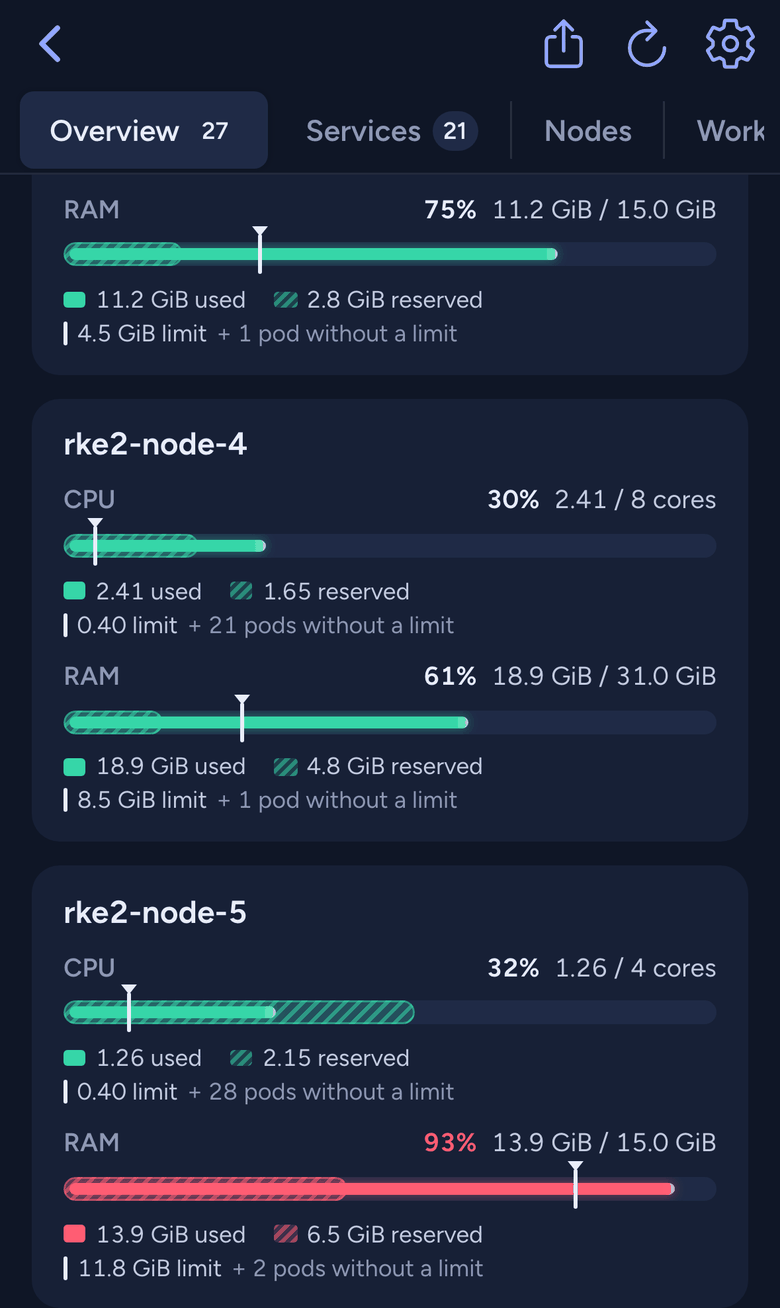 Overview 27 Services 21 Nodes Work
RAM 75% 11.2 GiB / 15.0 GiB
11.2 GiB used 2.8 GiB reserved
4.5 GiB limit + 1 pod without a limit
rke2-node-4
CPU 30% 2.41 / 8 cores
2.41 used 1.65 reserved
0.40 limit + 21 pods without a limit
RAM 61% 18.9 GiB / 31.0 GiB
18.9 GiB used 4.8 GiB reserved
8.5 GiB limit + 1 pod without a limit
rke2-node-5
CPU 32% 1.26 / 4 cores
1.26 used 2.15 reserved
0.40 limit + 28 pods without a limit
RAM 93% 13.9 GiB / 15.0 GiB
13.9 GiB used 6.5 GiB reserved
11.8 GiB limit + 2 pods without a limit